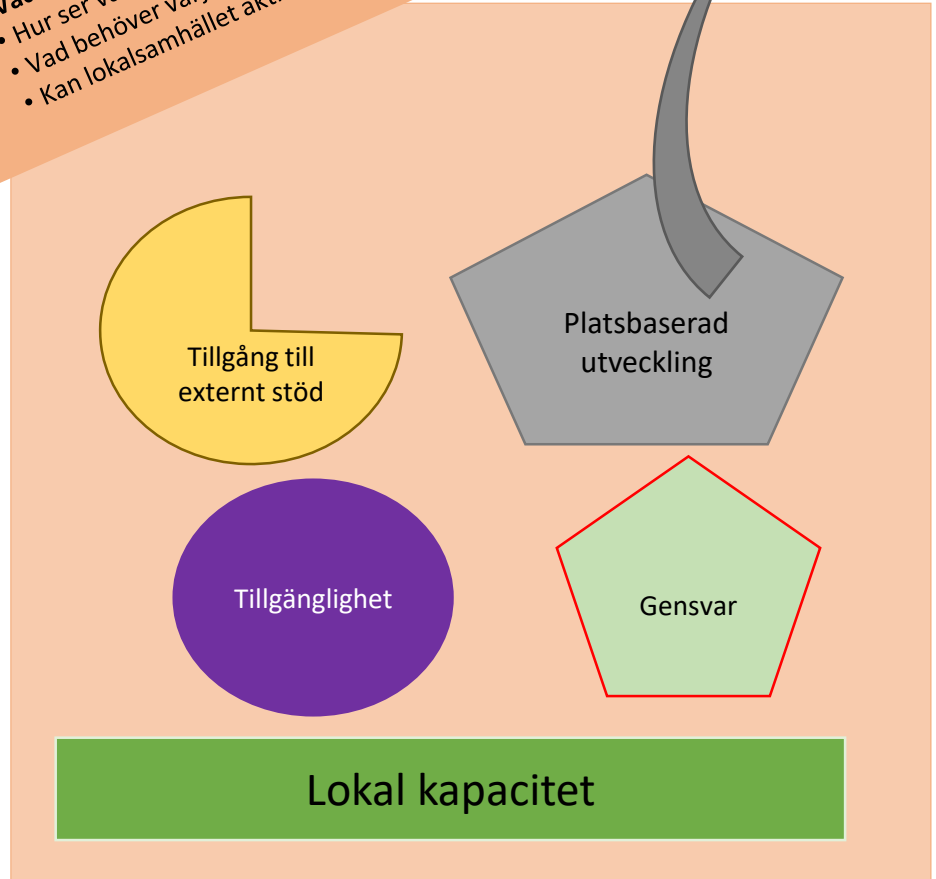 • Hur ser
• Vad behöver
• Kan lokalsamhället
Tillgång till
externt stöd
Platsbaserad
utveckling
Tillgänglighet
Gensvar
Lokal kapacitet